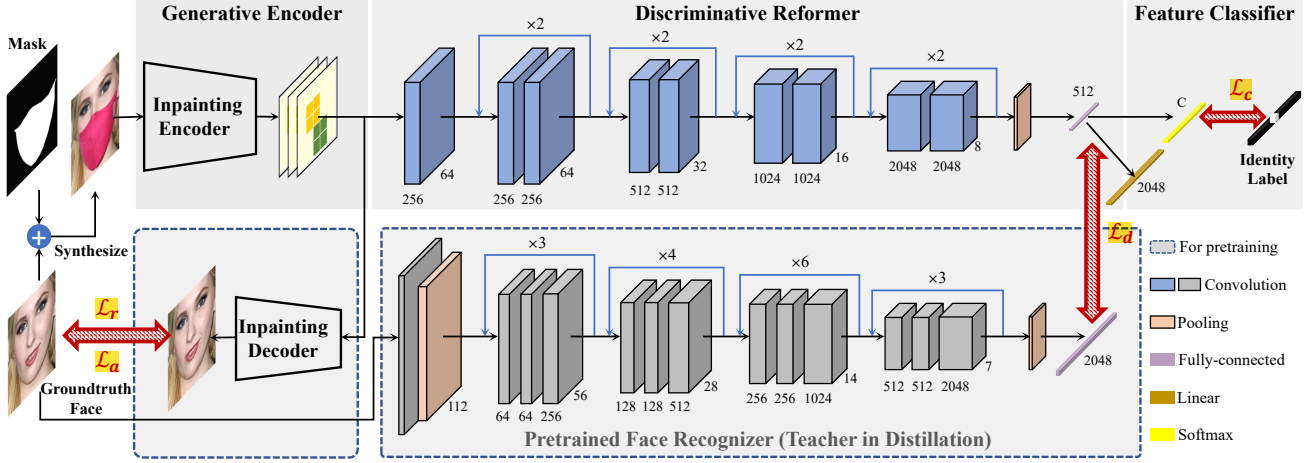 Generative Encoder
Discriminative Reformer
Feature Classifier
Mask
Inpainting
Encoder
×2
×2
×2
×2
256
64
256 256
64
512 512
32
1024 1024
16
2048 2048
8
512
C
2048
ℒc
Identity
Label
Synthesize
ℒr
ℒa
Groundtruth
Face
Inpainting
Decoder
×3
×4
×6
×3
112
64 64 256
56
128 128 512
28
256 256 1024
14
512 512 2048
7
2048
ℒd
Pretrained Face Recognizer (Teacher in Distillation)
For pretraining
Convolution
Pooling
Fully-connected
Linear
Softmax